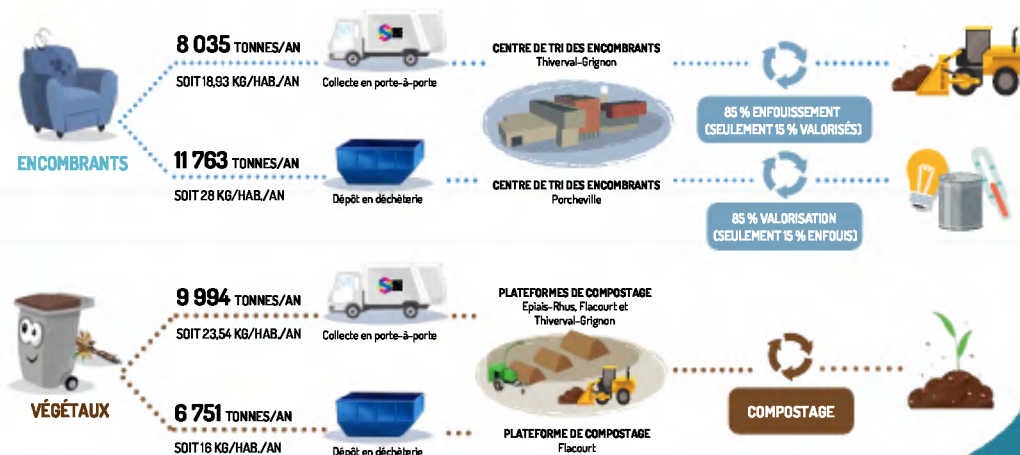 8 035 TONNES/AN
SOIT 18,93 KG/HAB./AN
Collecte en porte-à-porte
CENTRE DE TRI DES ENCOMBRANTS
Thiverval-Grignon
85 % ENFOUISSEMENT
(SEULEMENT 15 % VALORISÉS)
ENCOMBRANTS
11 763 TONNES/AN
SOIT 28 KG/HAB./AN
Dépôt en déchèterie
CENTRE DE TRI DES ENCOMBRANTS
Porcheville
85 % VALORISATION
(SEULEMENT 15 % ENFOUIS)
9 994 TONNES/AN
SOIT 23,54 KG/HAB./AN
Collecte en porte-à-porte
PLATEFORMES DE COMPOSTAGE
Epiais-Rhus, Flacourt et
Thiverval-Grignon
VÉGÉTAUX
COMPOSTAGE
6 751 TONNES/AN
SOIT 16 KG/HAB./AN
Dépôt en déchèterie
PLATEFORME DE COMPOSTAGE
Flacourt